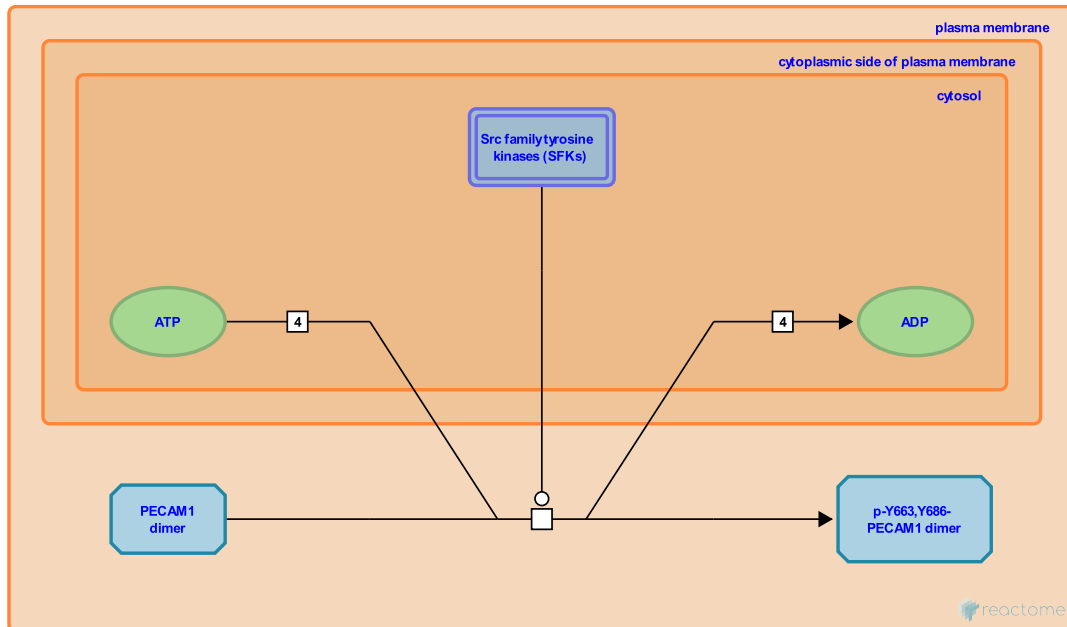 plasma membrane
cytoplasmic side of plasma membrane
cytosol
Src family tyrosine
kinases (SFKs)
ATP
4
4
ADP
PECAM1
dimer
p-Y663,Y686-
PECAM1 dimer
reactome